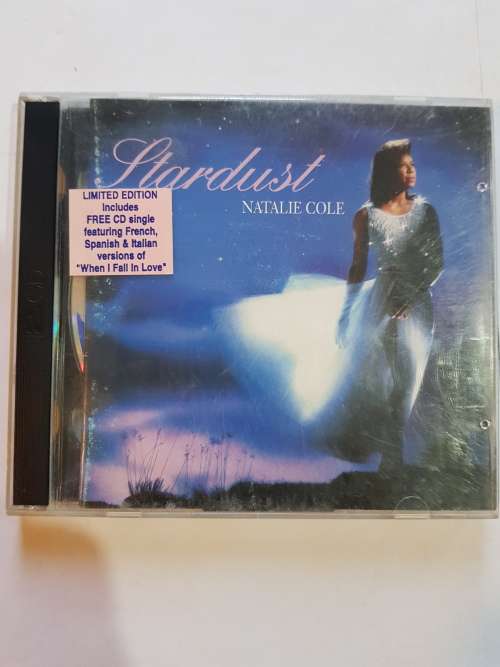 Stardust
NATALIE COLE
LIMITED EDITION
Includes
FREE CD single
featuring French,
Spanish & Italian
versions of
"When I Fall In Love"